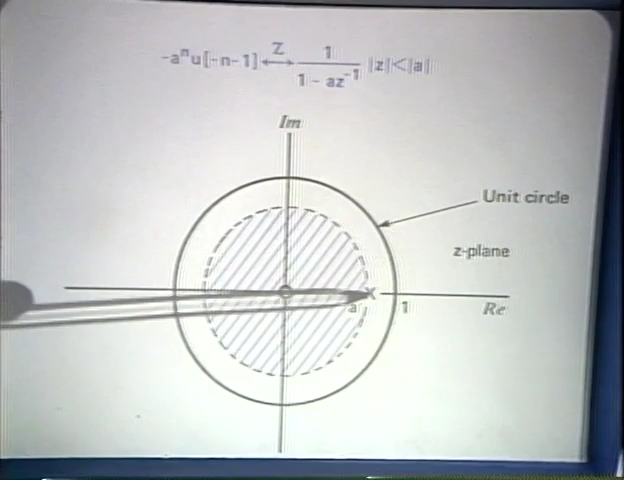 -aⁿu[-n-1] ⟷ᶻ 1/(1 - az⁻¹) |z|<|a|
Im
Unit circle
z-plane
a 1 Re